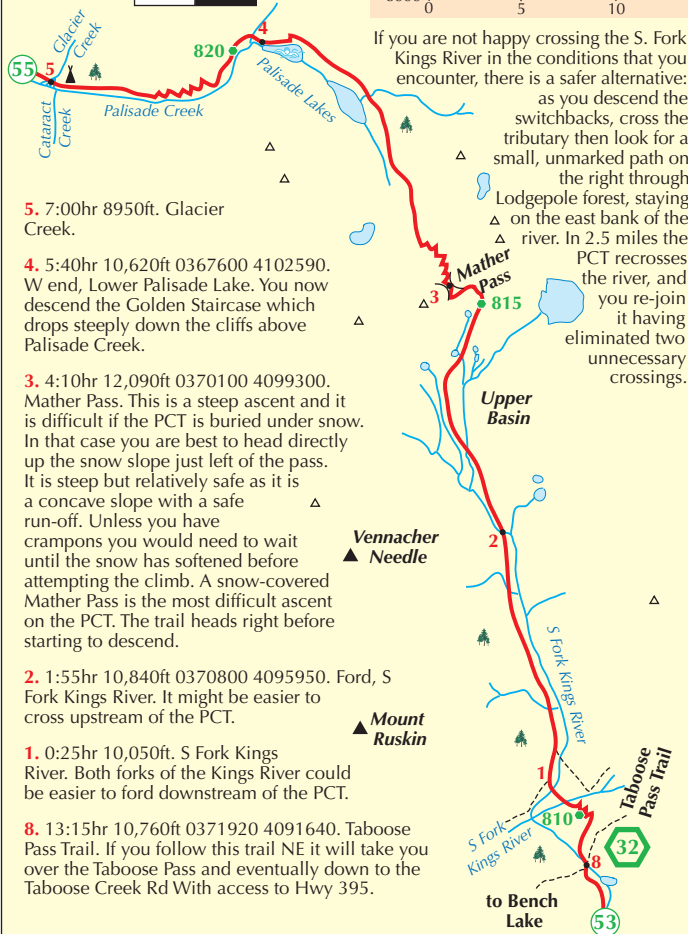 0
5
10
If you are not happy crossing the S. Fork
Kings River in the conditions that you
encounter, there is a safer alternative:
as you descend the
switchbacks, cross the
tributary then look for a
small, unmarked path on
the right through
Lodgepole forest, staying
on the east bank of the
river. In 2.5 miles the
PCT recrosses
the river, and
you re-join
it having
eliminated two
unnecessary
crossings.
Glacier
Creek
55
5
Cataract
Creek
Palisade Creek
820
4
Palisade Lakes
Mather
Pass
3
815
Upper
Basin
2
Vennacher
Needle
Mount
Ruskin
S Fork Kings River
1
S Fork
Kings River
810
Taboose
Pass Trail
32
8
to Bench
Lake
53
5. 7:00hr 8950ft. Glacier
Creek.
4. 5:40hr 10,620ft 0367600 4102590.
W end, Lower Palisade Lake. You now
descend the Golden Staircase which
drops steeply down the cliffs above
Palisade Creek.
3. 4:10hr 12,090ft 0370100 4099300.
Mather Pass. This is a steep ascent and it
is difficult if the PCT is buried under snow.
In that case you are best to head directly
up the snow slope just left of the pass.
It is steep but relatively safe as it is
a concave slope with a safe
run-off. Unless you have
crampons you would need to wait
until the snow has softened before
attempting the climb. A snow-covered
Mather Pass is the most difficult ascent
on the PCT. The trail heads right before
starting to descend.
2. 1:55hr 10,840ft 0370800 4095950. Ford, S
Fork Kings River. It might be easier to
cross upstream of the PCT.
1. 0:25hr 10,050ft. S Fork Kings
River. Both forks of the Kings River could
be easier to ford downstream of the PCT.
8. 13:15hr 10,760ft 0371920 4091640. Taboose
Pass Trail. If you follow this trail NE it will take you
over the Taboose Pass and eventually down to the
Taboose Creek Rd With access to Hwy 395.